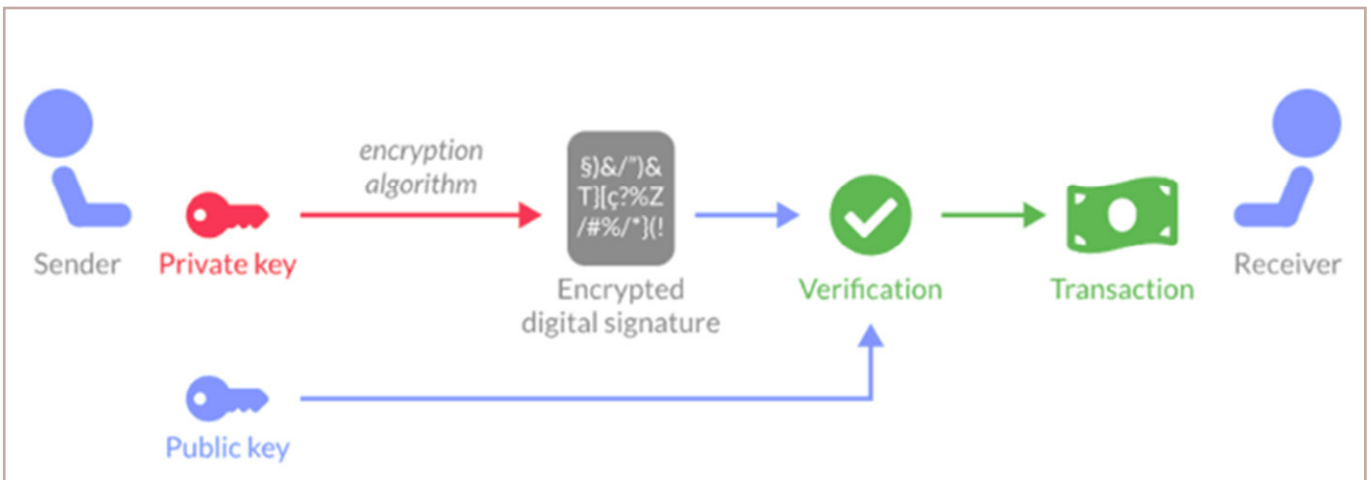 encryption
algorithm
§)&/")&
T}[ç?%Z
/#%/*}(!
Sender
Private key
Encrypted
digital signature
Verification
Transaction
Receiver
Public key